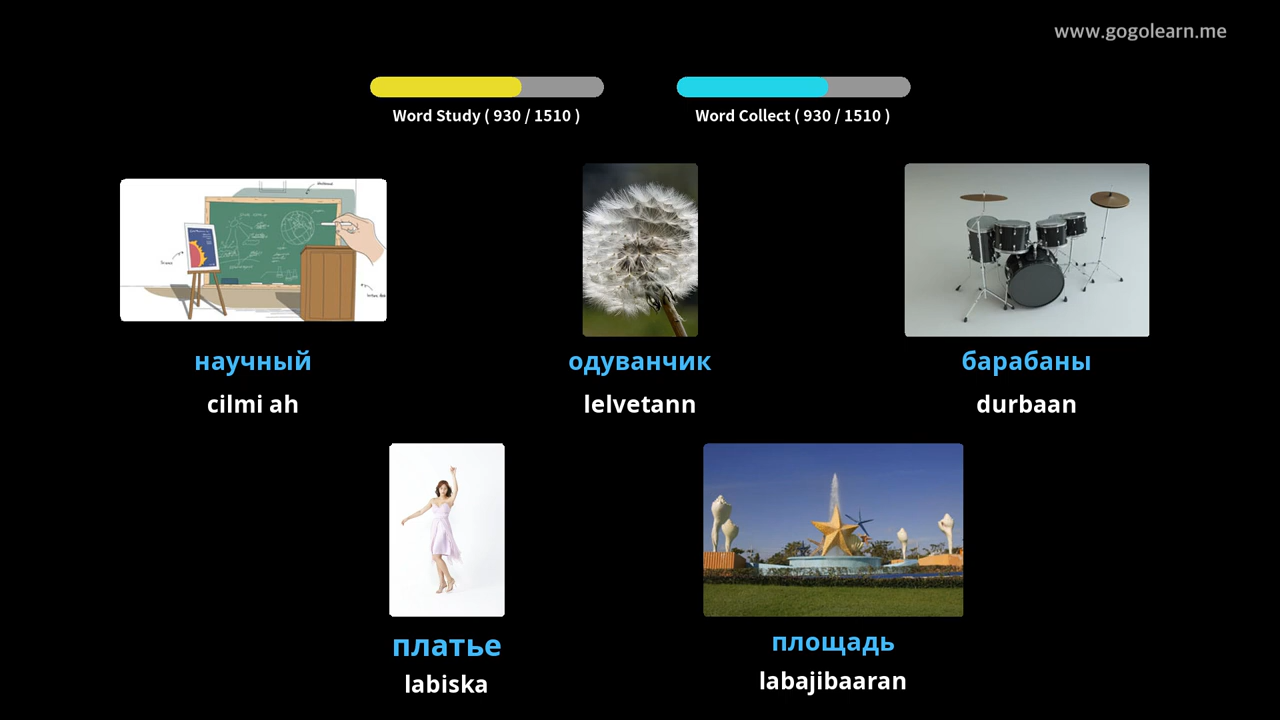 www.gogolearn.me
Word Study ( 930 / 1510 )
Word Collect ( 930 / 1510 )
научный
одуванчик
барабаны
cilmi ah
lelvetann
durbaan
платье
площадь
labiska
labajibaaran